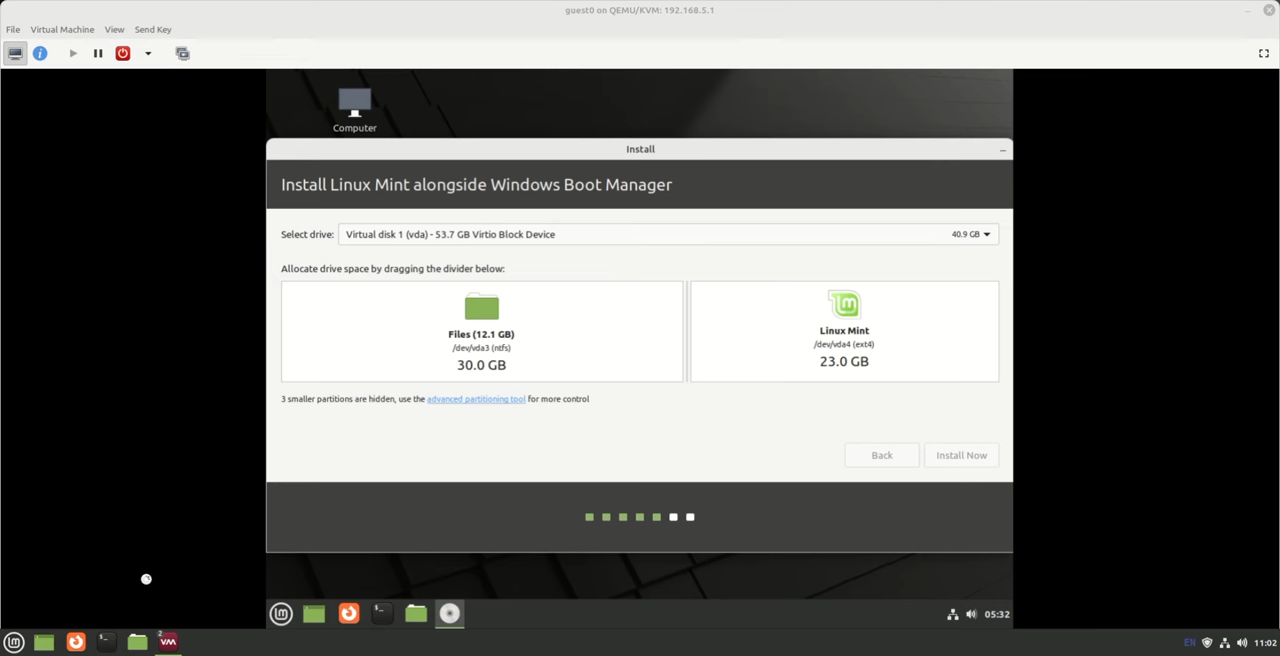 guest0 on QEMU/KVM: 192.168.5.1
File Virtual Machine View Send Key
Computer
Install
Install Linux Mint alongside Windows Boot Manager
Select drive: Virtual disk 1 (vda) - 53.7 GB Virtio Block Device 40.9 GB
Allocate drive space by dragging the divider below:
Files (12.1 GB)
/dev/vda3 (ntfs)
30.0 GB
Linux Mint
/dev/vda4 (ext4)
23.0 GB
3 smaller partitions are hidden, use the advanced partitioning tool for more control
Back Install Now
05:32
2
EN 11:02